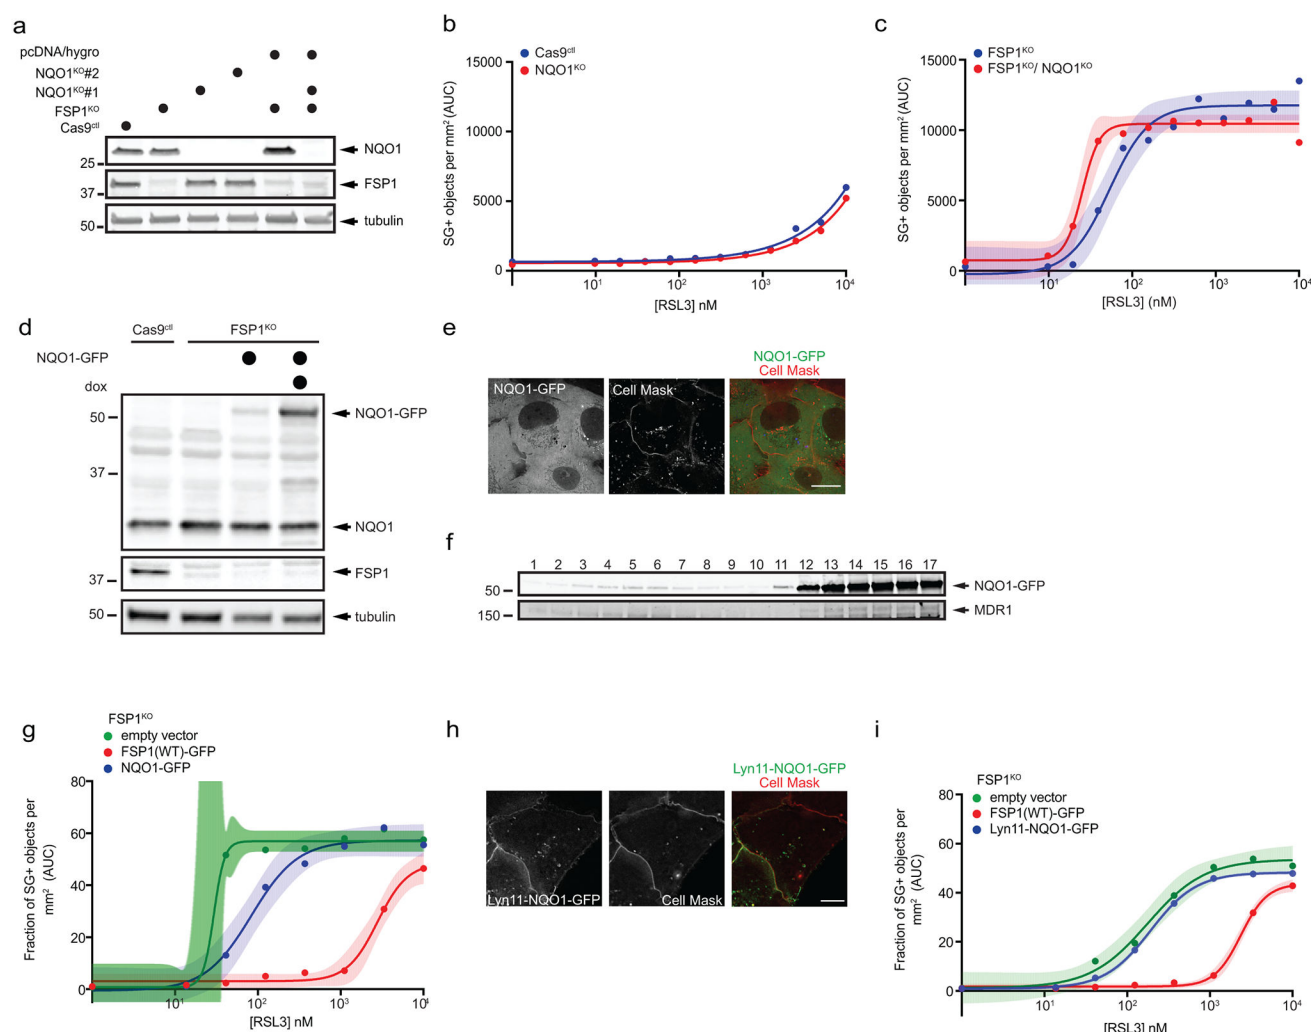 a
pcDNA/hygro
NQO1ᴷᴼ#2
NQO1ᴷᴼ#1
FSP1ᴷᴼ
Cas9ᶜᵗˡ
25
NQO1
37
FSP1
50
tubulin
b
Cas9ᶜᵗˡ
NQO1ᴷᴼ
SG+ objects per mm² (AUC)
15000
10000
5000
0
10¹ 10² 10³ 10⁴
[RSL3] nM
c
FSP1ᴷᴼ
FSP1ᴷᴼ/ NQO1ᴷᴼ
SG+ objects per mm² (AUC)
15000
10000
5000
0
10¹ 10² 10³ 10⁴
[RSL3] (nM)
d
Cas9ᶜᵗˡ FSP1ᴷᴼ
NQO1-GFP
dox
50
NQO1-GFP
37
NQO1
37
FSP1
50
tubulin
e
NQO1-GFP
Cell Mask
NQO1-GFP
Cell Mask
f
1 2 3 4 5 6 7 8 9 10 11 12 13 14 15 16 17
50
NQO1-GFP
150
MDR1
g
FSP1ᴷᴼ
empty vector
FSP1(WT)-GFP
NQO1-GFP
Fraction of SG+ objects per
mm² (AUC)
80
60
40
20
0
10¹ 10² 10³ 10⁴
[RSL3] nM
h
Lyn11-NQO1-GFP
Cell Mask
Lyn11-NQO1-GFP
Cell Mask
i
FSP1ᴷᴼ
empty vector
FSP1(WT)-GFP
Lyn11-NQO1-GFP
Fraction of SG+ objects per
mm² (AUC)
80
60
40
20
0
10¹ 10² 10³ 10⁴
[RSL3] nM